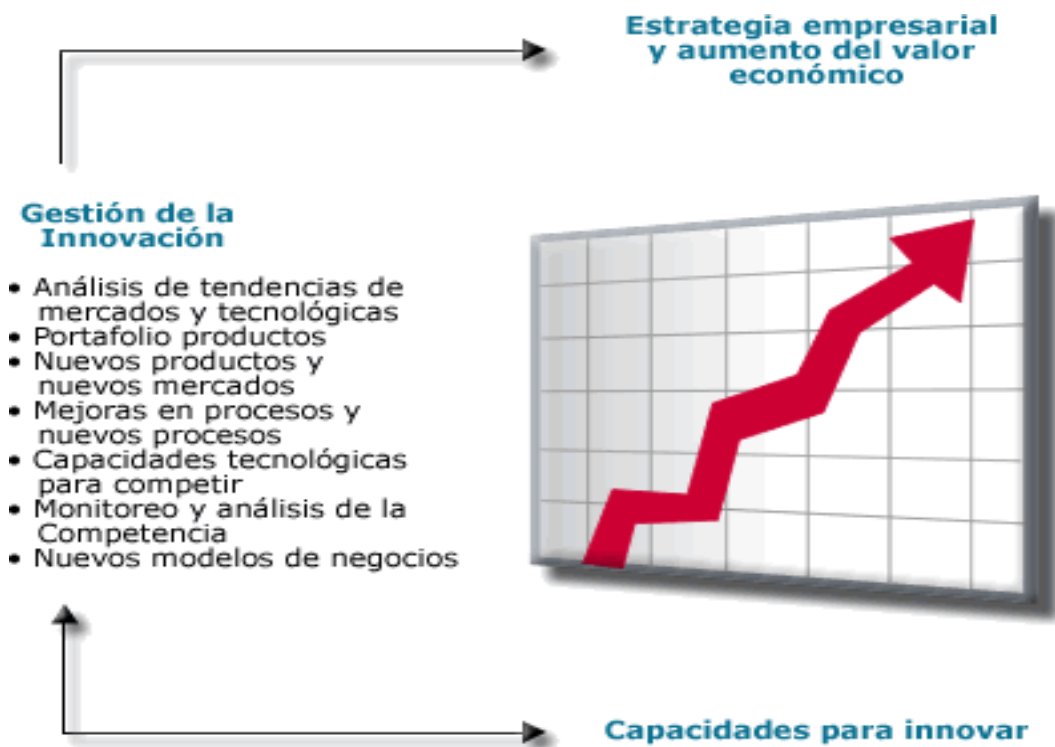 Estrategia empresarial
y aumento del valor
económico
Gestión de la
Innovación
• Análisis de tendencias de
mercados y tecnológicas
• Portafolio productos
• Nuevos productos y
nuevos mercados
• Mejoras en procesos y
nuevos procesos
• Capacidades tecnológicas
para competir
• Monitoreo y análisis de la
Competencia
• Nuevos modelos de negocios
Capacidades para innovar